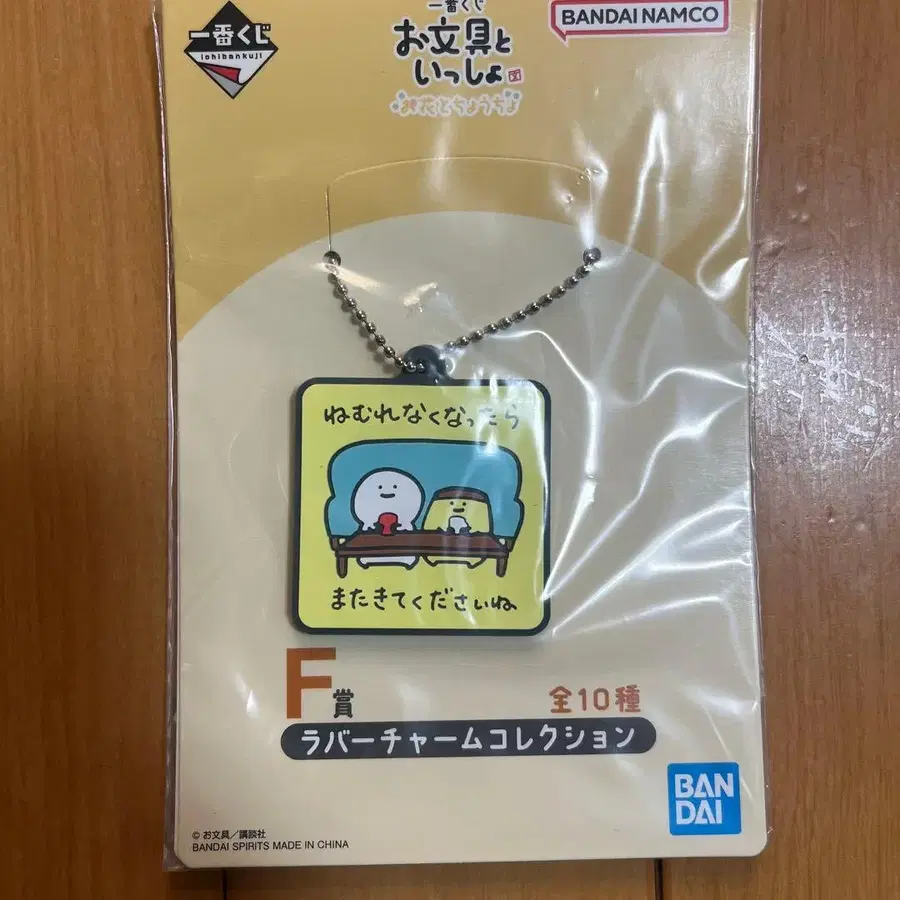 一番くじ
ichibankuji
一番くじ
お文具と
いっしょ
BANDAI NAMCO
ねむれなくなったら
またきてくださいね
F賞
全10種
ラバーチャームコレクション
BAN
DAI
© お文具／講談社
BANDAI SPIRITS MADE IN CHINA